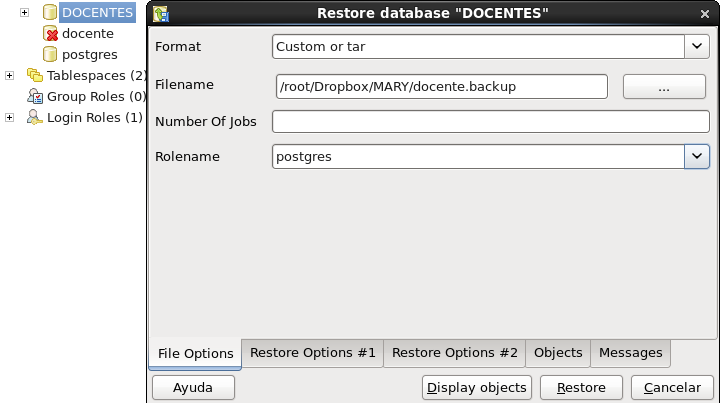 DOCENTES
docente
postgres
Tablespaces (2)
Group Roles (0)
Login Roles (1)
Restore database "DOCENTES"
Format
Custom or tar
Filename
/root/Dropbox/MARY/docente.backup
...
Number Of Jobs
Rolename
postgres
File Options
Restore Options #1
Restore Options #2
Objects
Messages
Ayuda
Display objects
Restore
Cancelar